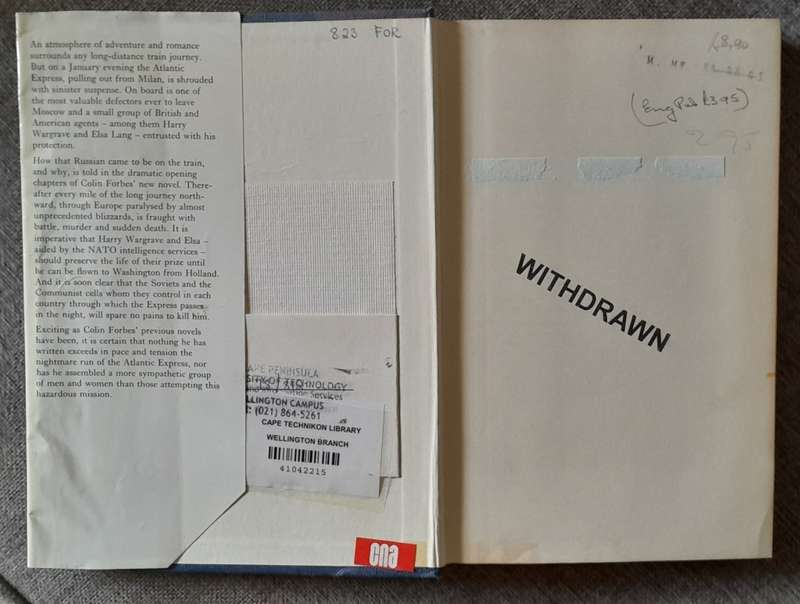 An atmosphere of adventure and romance
surrounds any long-distance train journey.
But on a January evening the Atlantic
Express, pulling out from Milan, is shrouded
with sinister suspense. On board is one of
the most valuable defectors ever to leave
Moscow and a small group of British and
American agents – among them Harry
Wargrave and Elsa Lang – entrusted with his
protection.
How that Russian came to be on the train,
and why, is told in the dramatic opening
chapters of Colin Forbes' new novel. There-
after every mile of the long journey north-
ward, through Europe paralysed by almost
unprecedented blizzards, is fraught with
battle, murder and sudden death. It is
imperative that Harry Wargrave and Elsa –
aided by the NATO intelligence services –
should preserve the life of their prize until
he can be flown to Washington from Holland.
And it is soon clear that the Soviets and the
Communist cells whom they control in each
country through which the Express passes
in the night, will spare no pains to kill him.
Exciting as Colin Forbes' previous novels
have been, it is certain that nothing he has
written exceeds in pace and tension the
nightmare run of the Atlantic Express, nor
has he assembled a more sympathetic group
of men and women than those attempting this
hazardous mission.
823 FOR
PENINSULA
OF TECHNOLOGY
Services
CAMPUS
(021) 864-5261
CAPE TECHNIKON LIBRARY
WELLINGTON BRANCH
41042215
cna
WITHDRAWN